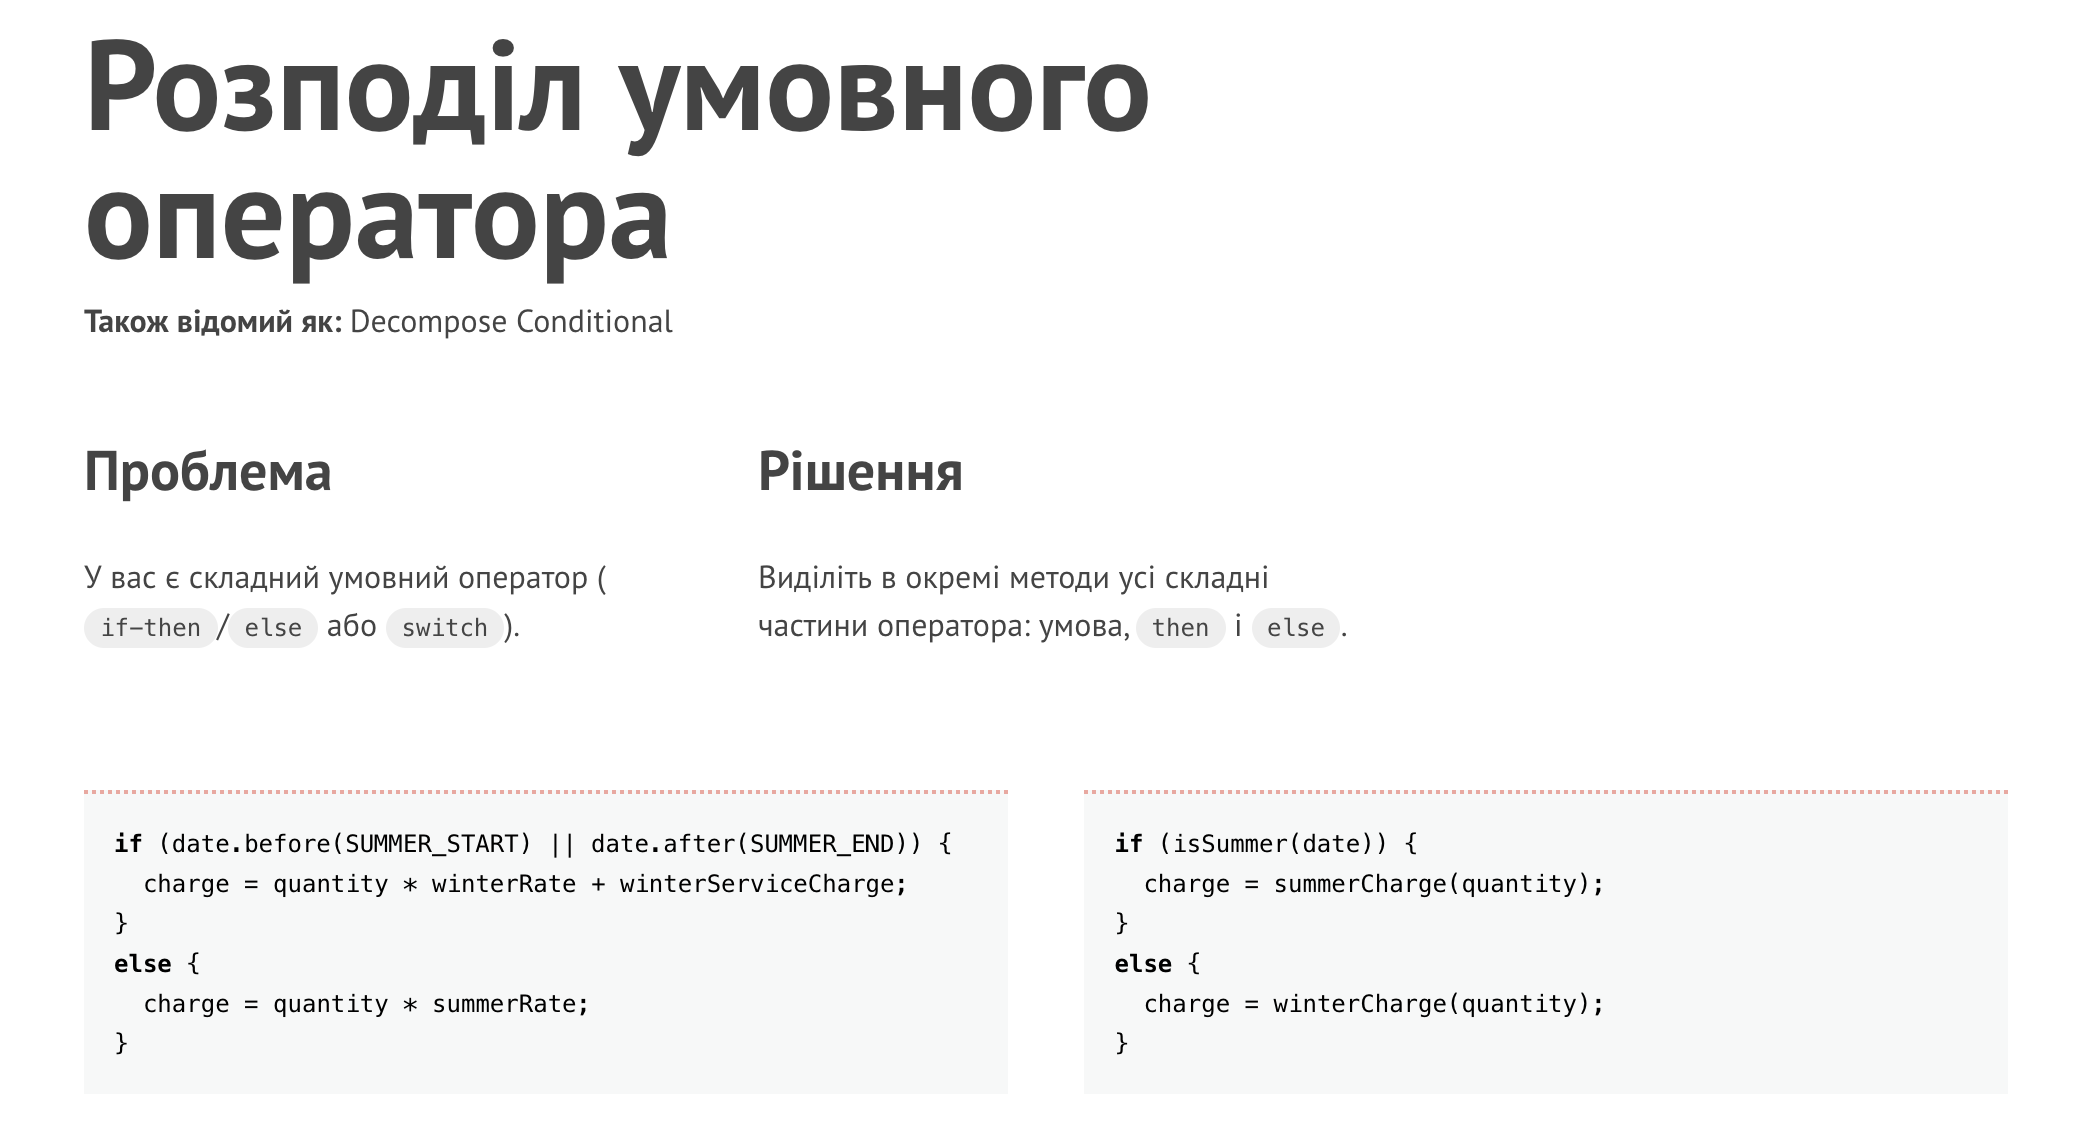 Розподіл умовного
оператора
Також відомий як: Decompose Conditional
Проблема
У вас є складний умовний оператор (
if-then/else або switch).
Рішення
Виділіть в окремі методи усі складні
частини оператора: умова, then і else.
if (date.before(SUMMER_START) || date.after(SUMMER_END)) {
  charge = quantity * winterRate + winterServiceCharge;
}
else {
  charge = quantity * summerRate;
}
if (isSummer(date)) {
  charge = summerCharge(quantity);
}
else {
  charge = winterCharge(quantity);
}